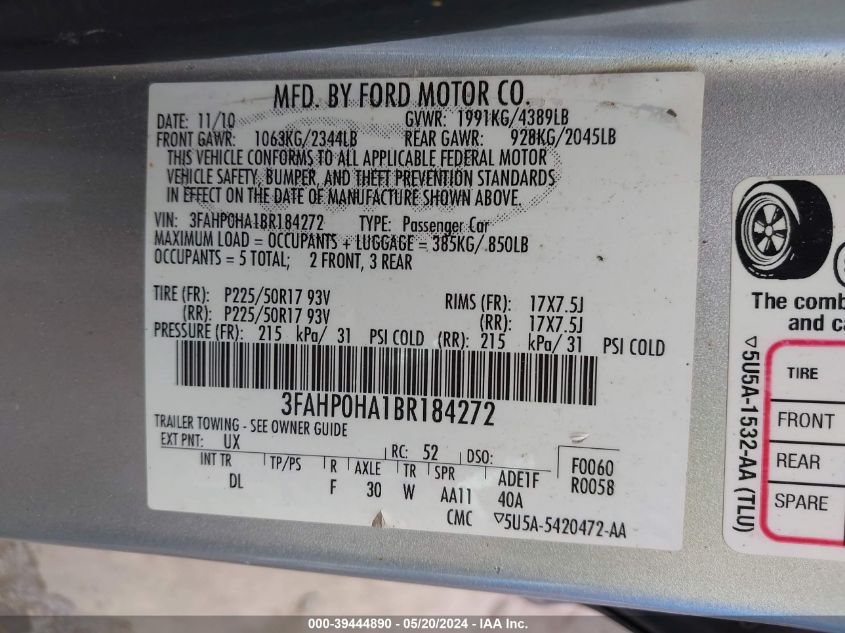 MFD. BY FORD MOTOR CO.
DATE: 11/10 GVWR: 1991KG/4389LB
FRONT GAWR: 1063KG/2344LB REAR GAWR: 928KG/2045LB
THIS VEHICLE CONFORMS TO ALL APPLICABLE FEDERAL MOTOR
VEHICLE SAFETY, BUMPER, AND THEFT PREVENTION STANDARDS
IN EFFECT ON THE DATE OF MANUFACTURE SHOWN ABOVE.
VIN: 3FAHP0HA1BR184272 TYPE: Passenger Car
MAXIMUM LOAD = OCCUPANTS + LUGGAGE = 385KG/ 850LB
OCCUPANTS = 5 TOTAL; 2 FRONT, 3 REAR
TIRE (FR): P225/50R17 93V RIMS (FR): 17X7.5J
(RR): P225/50R17 93V (RR): 17X7.5J
PRESSURE (FR): 215 kPa/ 31 PSI COLD (RR): 215 kPa/ 31 PSI COLD
3FAHP0HA1BR184272
TRAILER TOWING - SEE OWNER GUIDE
EXT PNT: UX RC: 52 DSO: F0060
INT TR TP/PS R AXLE TR SPR ADE1F R0058
DL F 30 W AA11 40A
CMC ▽5U5A-5420472-AA
The comb
and ca
TIRE
FRONT
REAR
SPARE
▽5U5A-1532-AA (TLU)
000-39444890 / 05/20/2024 - IAA Inc.